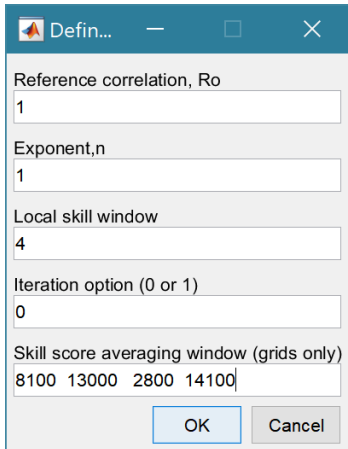 Defin...
Reference correlation, Ro
1
Exponent,n
1
Local skill window
4
Iteration option (0 or 1)
0
Skill score averaging window (grids only)
8100 13000 2800 14100
OK Cancel